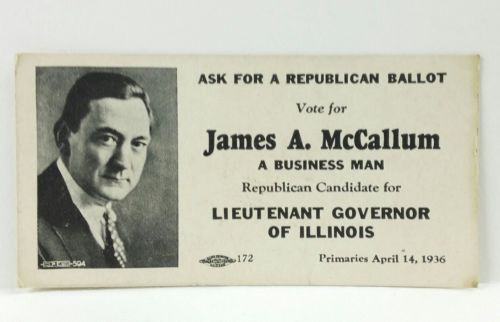 ASK FOR A REPUBLICAN BALLOT
Vote for
James A. McCallum
A BUSINESS MAN
Republican Candidate for
LIEUTENANT GOVERNOR
OF ILLINOIS
172 Primaries April 14, 1936
594